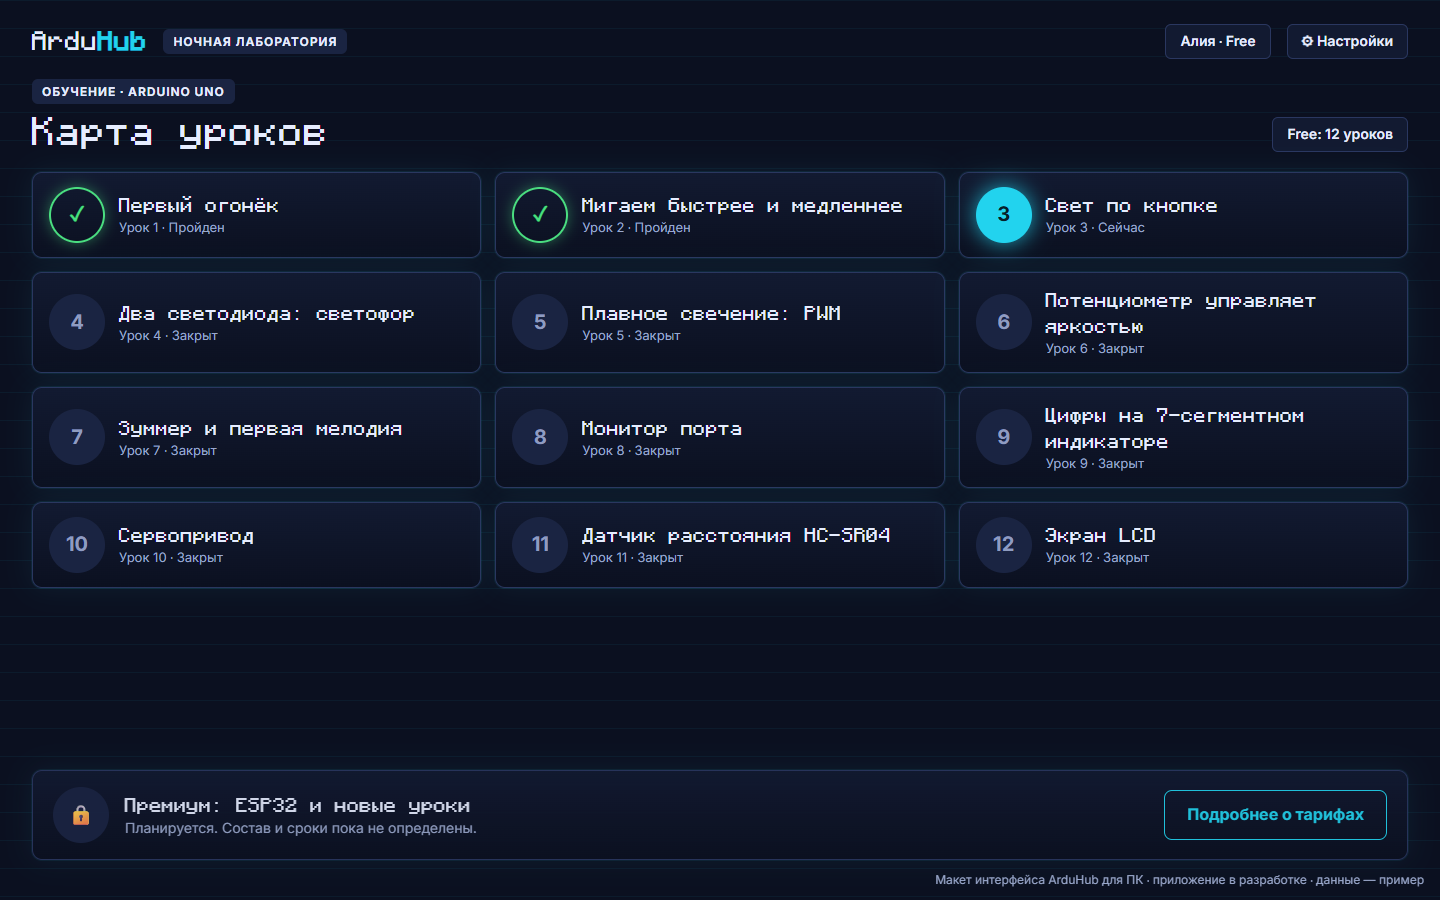 ArduHub
НОЧНАЯ ЛАБОРАТОРИЯ
Алия · Free
⚙ Настройки
ОБУЧЕНИЕ · ARDUINO UNO
Карта уроков
Free: 12 уроков
✓
Первый огонёк
Урок 1 · Пройден
✓
Мигаем быстрее и медленнее
Урок 2 · Пройден
3
Свет по кнопке
Урок 3 · Сейчас
4
Два светодиода: светофор
Урок 4 · Закрыт
5
Плавное свечение: PWM
Урок 5 · Закрыт
6
Потенциометр управляет
яркостью
Урок 6 · Закрыт
7
Зуммер и первая мелодия
Урок 7 · Закрыт
8
Монитор порта
Урок 8 · Закрыт
9
Цифры на 7-сегментном
индикаторе
Урок 9 · Закрыт
10
Сервопривод
Урок 10 · Закрыт
11
Датчик расстояния HC-SR04
Урок 11 · Закрыт
12
Экран LCD
Урок 12 · Закрыт
Премиум: ESP32 и новые уроки
Планируется. Состав и сроки пока не определены.
Подробнее о тарифах
Макет интерфейса ArduHub для ПК · приложение в разработке · данные — пример